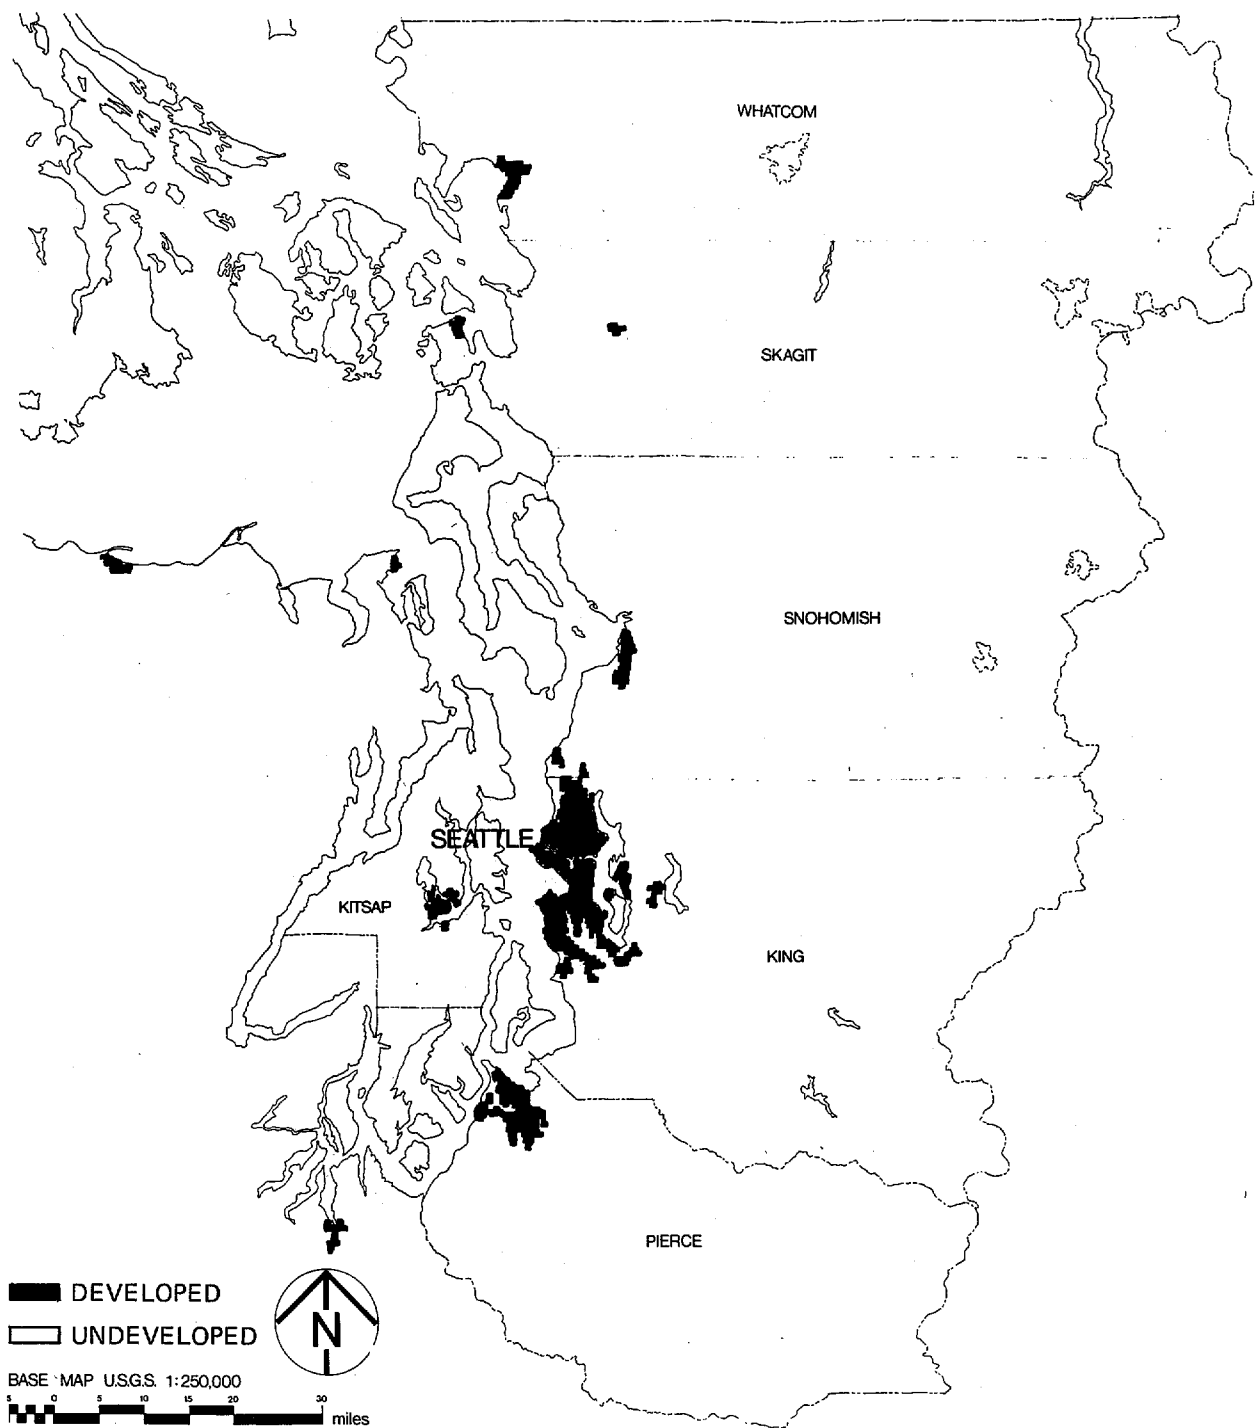 WHATCOM
SKAGIT
SNOHOMISH
SEATTLE
KITSAP
KING
PIERCE
DEVELOPED
UNDEVELOPED
N
BASE MAP U.S.G.S. 1:250,000
5 0 5 10 15 20 30
miles